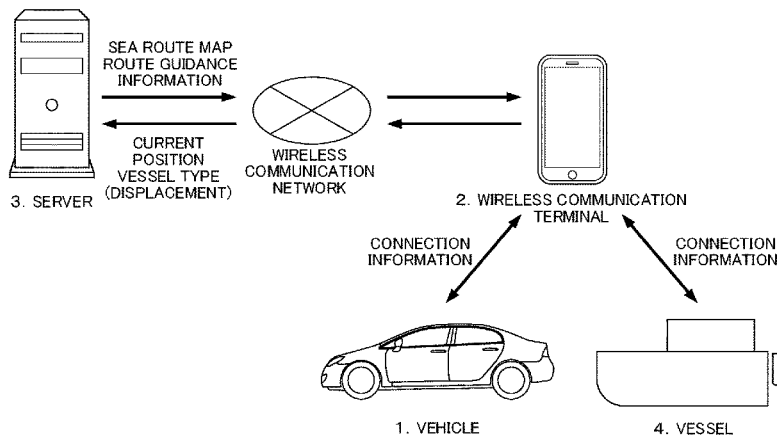 SEA ROUTE MAP
ROUTE GUIDANCE
INFORMATION
CURRENT
POSITION
VESSEL TYPE
(DISPLACEMENT)
3. SERVER
WIRELESS
COMMUNICATION
NETWORK
2. WIRELESS COMMUNICATION
TERMINAL
CONNECTION
INFORMATION
CONNECTION
INFORMATION
1. VEHICLE
4. VESSEL